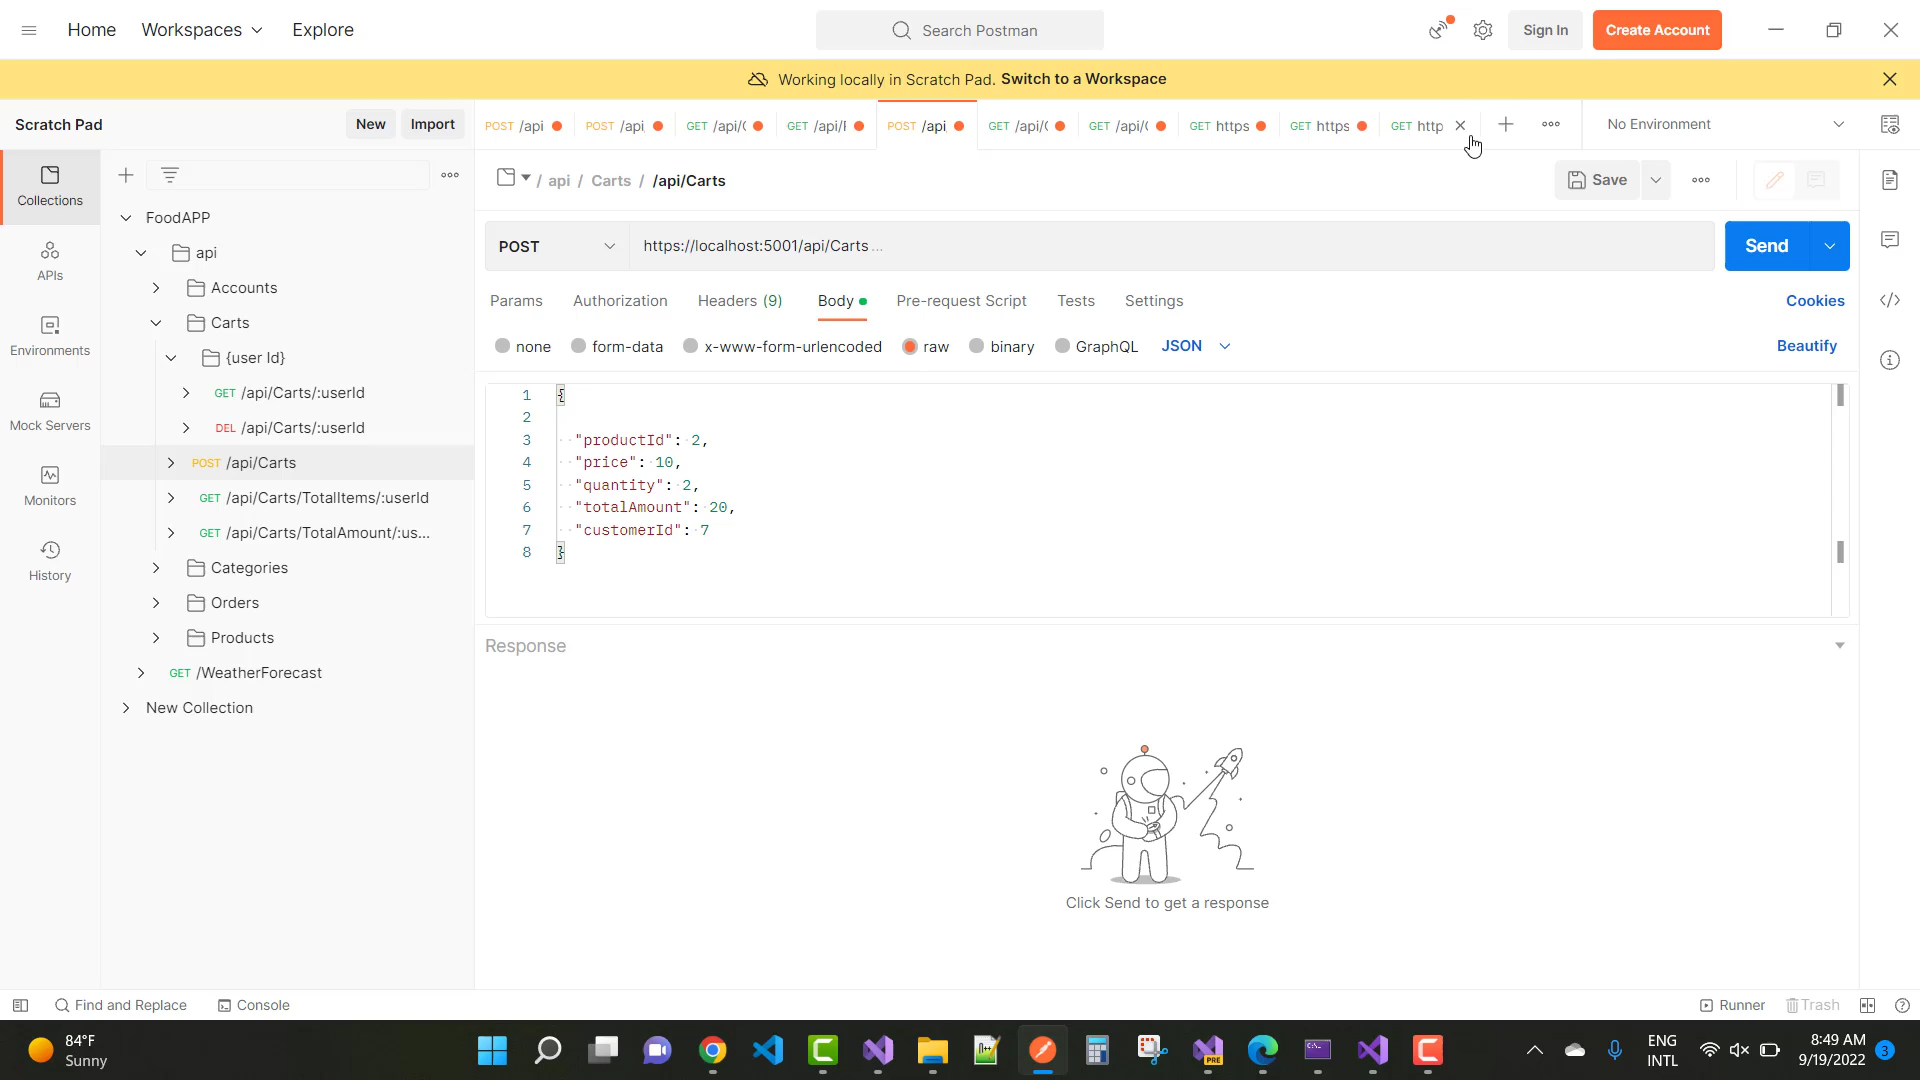 Home Workspaces Explore Search Postman Sign In Create Account
Working locally in Scratch Pad. Switch to a Workspace
Scratch Pad New Import POST /api POST /api GET /api/ GET /api/ POST /api GET /api/ GET /api/ GET https GET https GET http No Environment
/ api / Carts / /api/Carts Save
Collections
FoodAPP
api
Accounts
Carts
{user Id}
GET /api/Carts/:userId
DEL /api/Carts/:userId
POST /api/Carts
GET /api/Carts/TotalItems/:userId
GET /api/Carts/TotalAmount/:us...
Categories
Orders
Products
GET /WeatherForecast
New Collection
APIs
Environments
Mock Servers
Monitors
History
POST https://localhost:5001/api/Carts... Send
Params Authorization Headers (9) Body Pre-request Script Tests Settings Cookies
none form-data x-www-form-urlencoded raw binary GraphQL JSON Beautify
1 {
2
3 "productId": 2,
4 "price": 10,
5 "quantity": 2,
6 "totalAmount": 20,
7 "customerId": 7
8 }
Response
Click Send to get a response
Find and Replace Console Runner Trash
84°F
Sunny
PRE
ENG
INTL
8:49 AM
9/19/2022
3